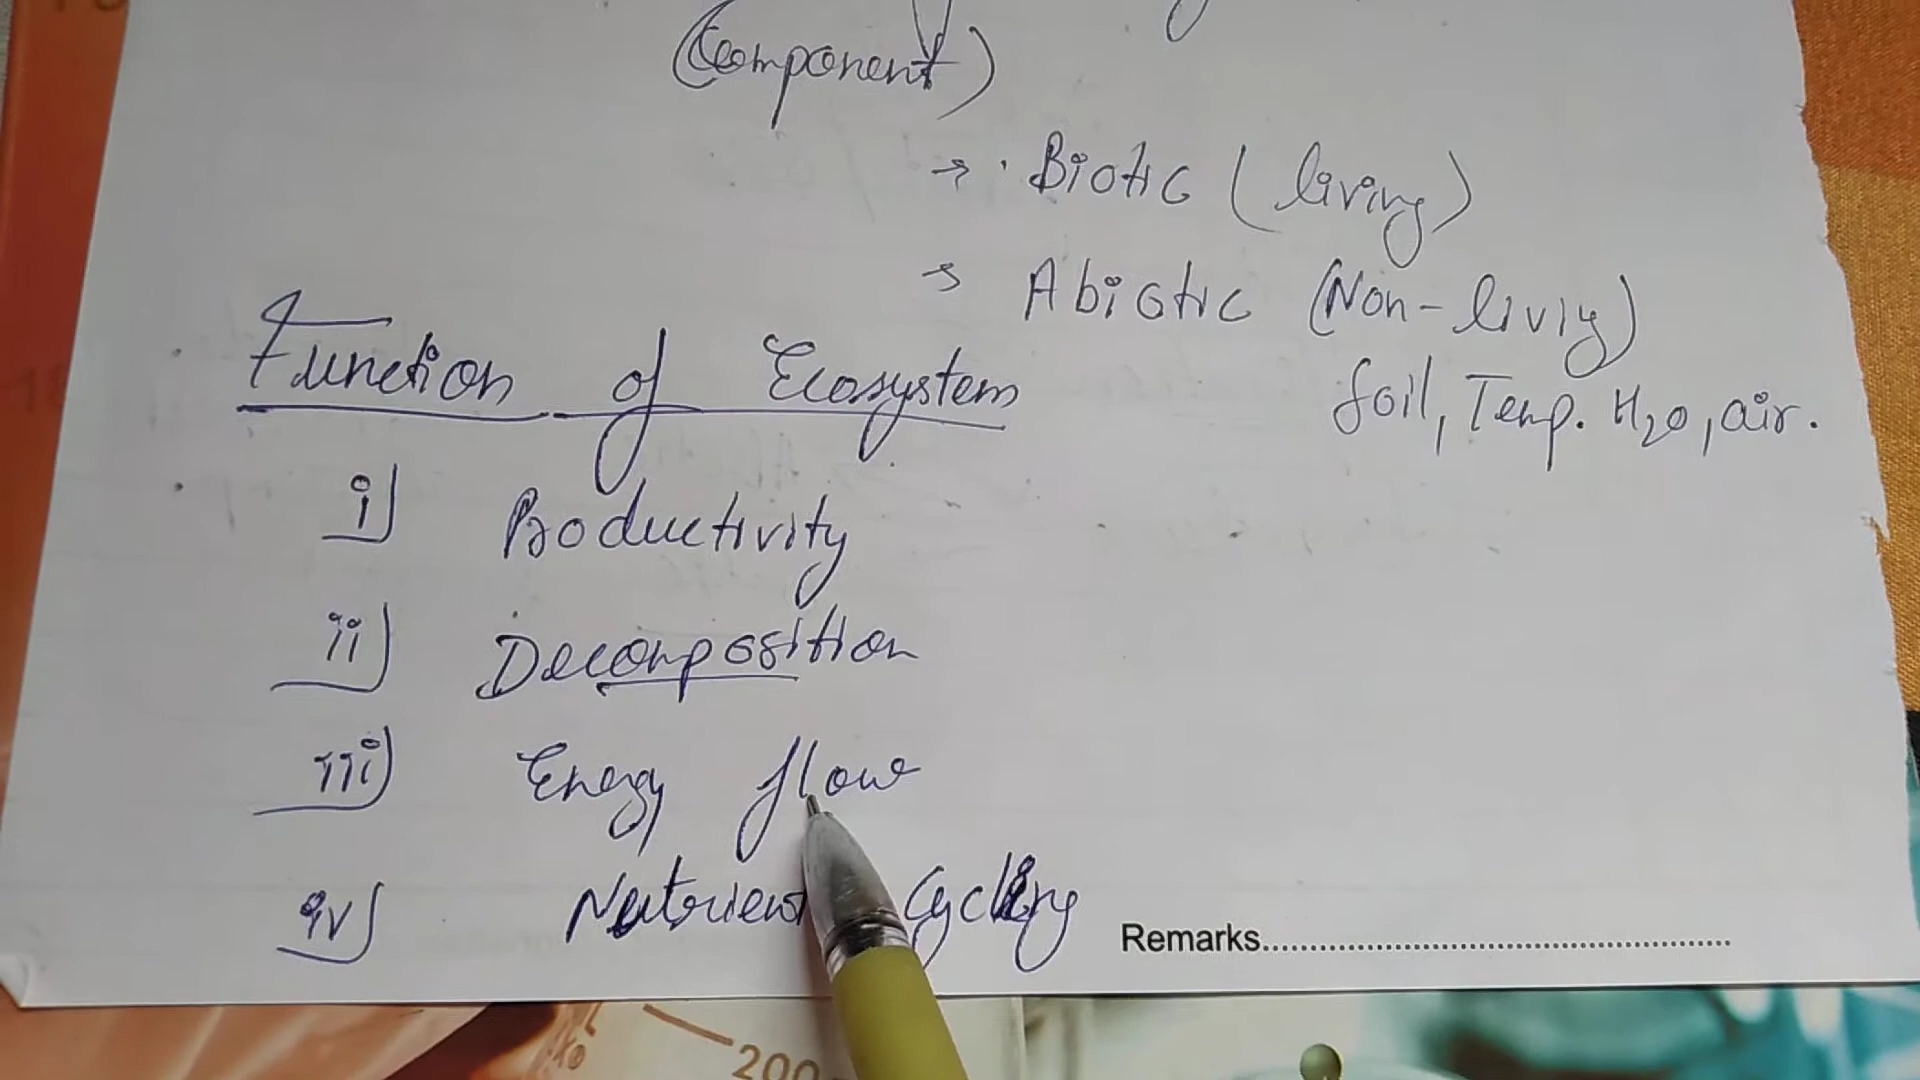 (Component)
→ Biotic (living)
→ Abiotic (Non-living)
Soil, Temp. H₂O, air.
Function of Ecosystem
i) Productivity
ii) Decomposition
iii) Energy flow
iv) Nutrient Cycling
Remarks..........................................................
200